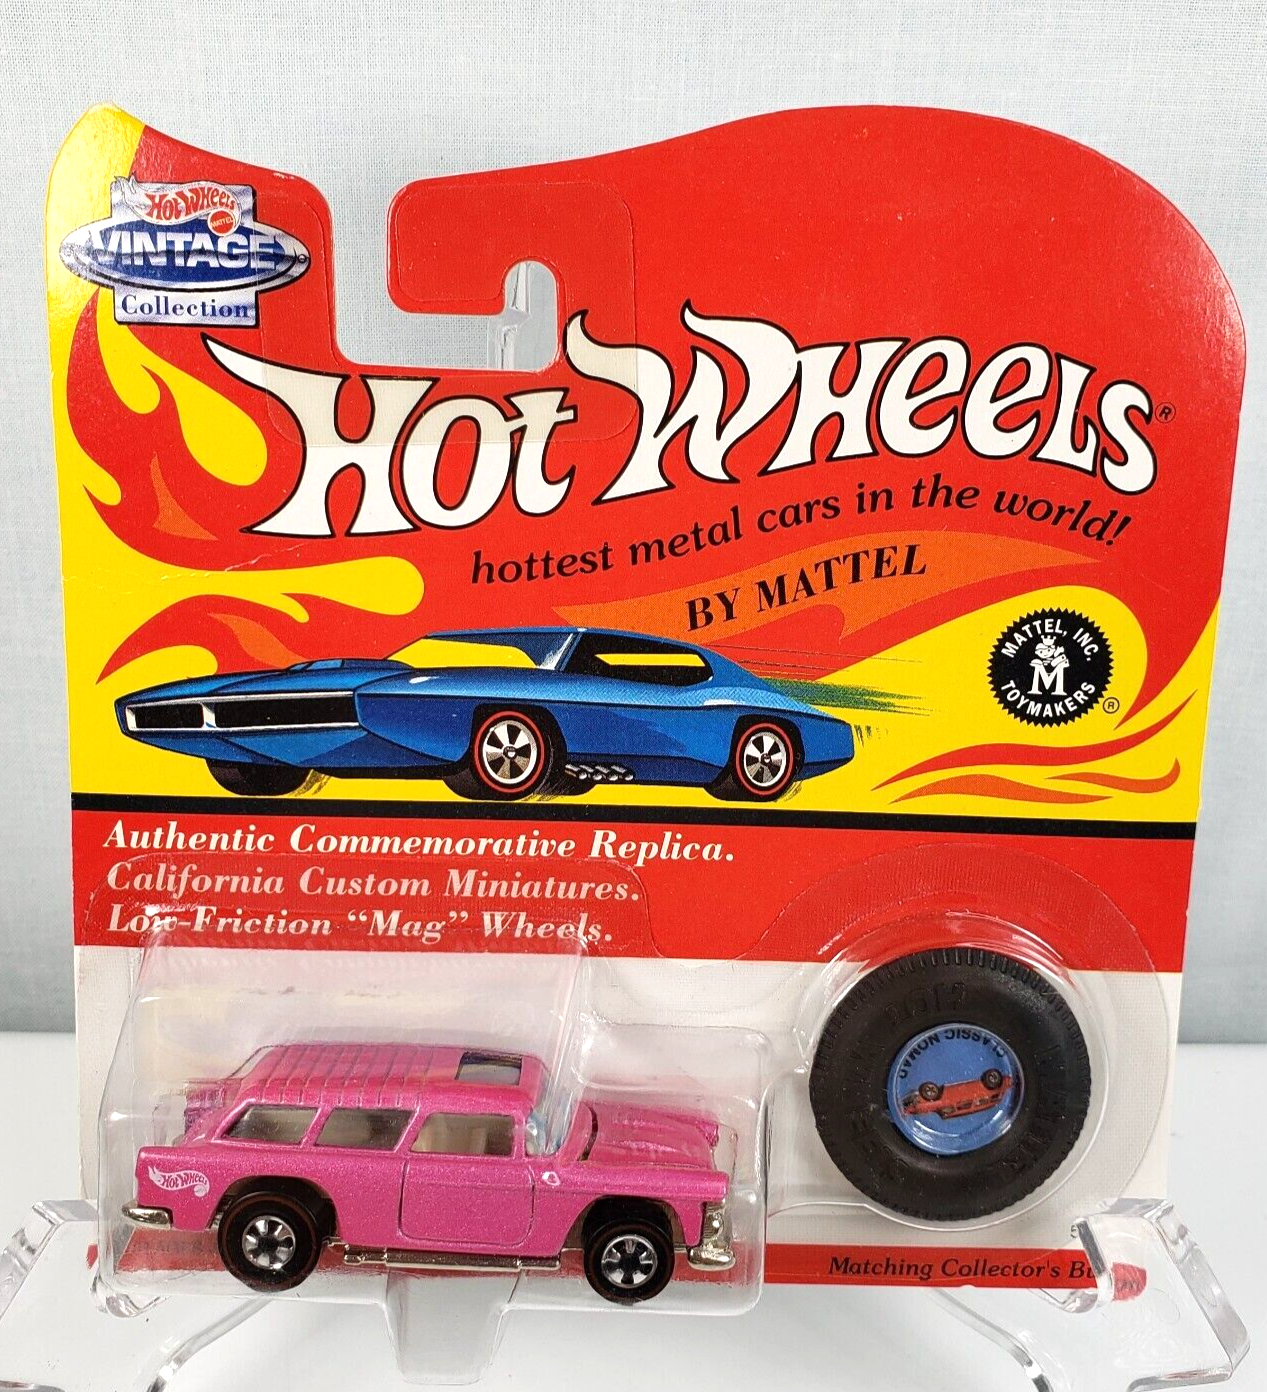 Hot Wheels
MATTEL
VINTAGE
Collection
Hot Wheels®
hottest metal cars in the world!
BY MATTEL
MATTEL, INC.
M
TOYMAKERS
®
Authentic Commemorative Replica.
California Custom Miniatures.
Low-Friction "Mag" Wheels.
CLASSIC NOMAD
Hot Wheels
Matching Collector's Bu